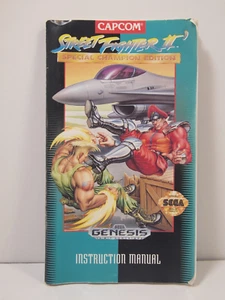 CAPCOM
STREET FIGHTER II'
SPECIAL CHAMPION EDITION
SEGA
GENESIS
INSTRUCTION MANUAL